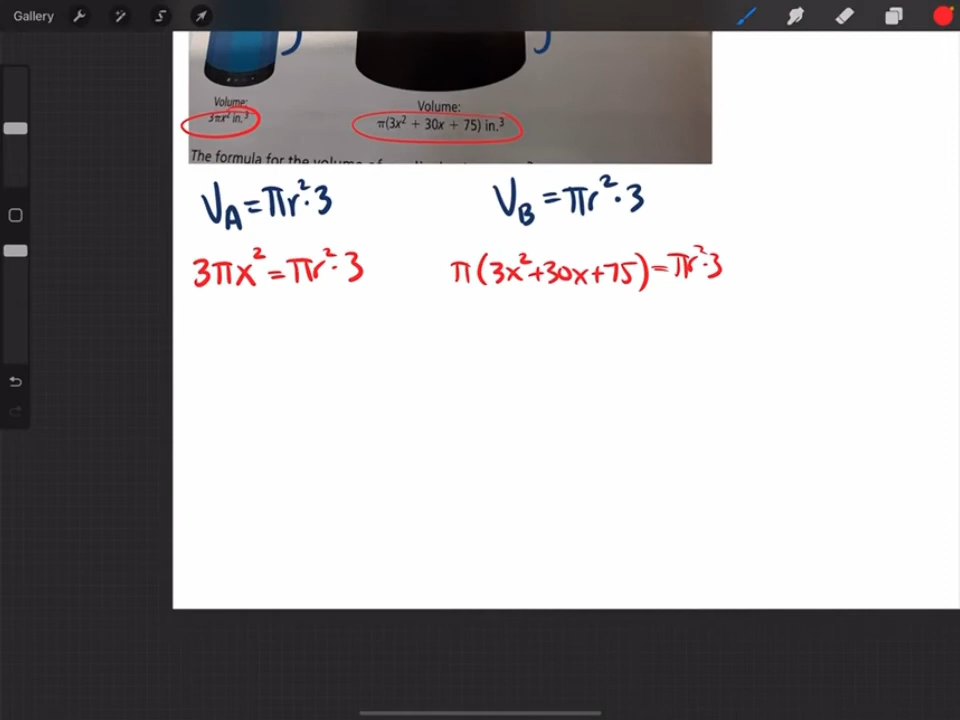 Gallery
Volume:
3πx² in.³
Volume:
π(3x² + 30x + 75) in.³
The formula for the volume of
V_A = πr²·3
V_B = πr²·3
3πx² = πr²·3
π(3x²+30x+75) = πr²·3